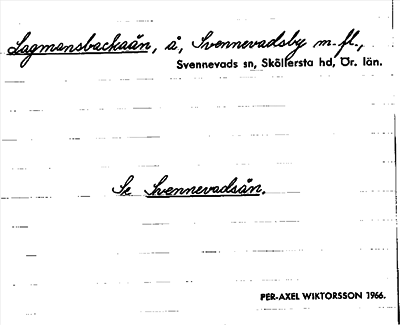 Lagmansbackaån, å, Svennevadsby m. fl.,
Svennevads sn, Sköllersta hd, Ör. län.
Se Svennevadsån.
PER-AXEL WIKTORSSON 1966.